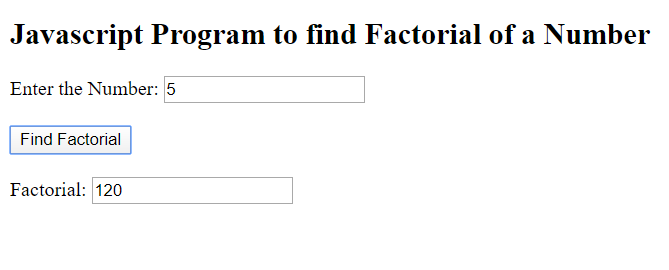 Javascript Program to find Factorial of a Number
Enter the Number: 5
Find Factorial
Factorial: 120